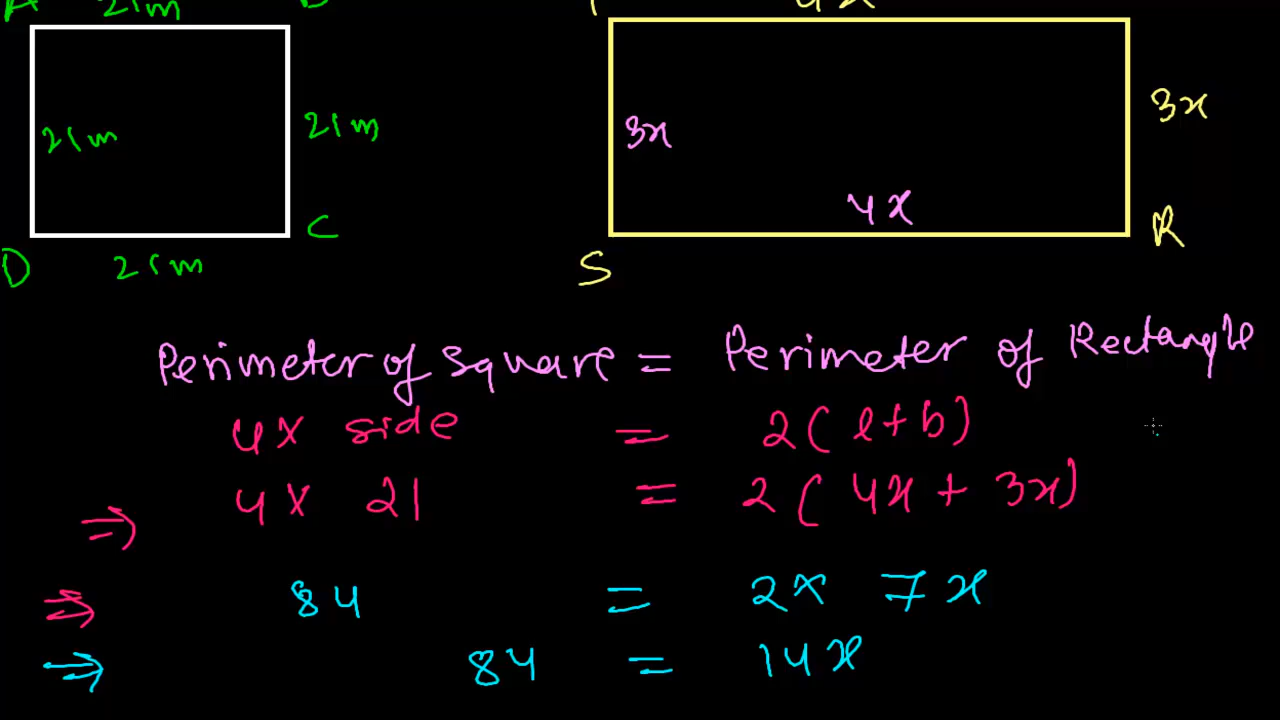 21m
4x
21m
21m
3x
3x
4x
C
R
D
21m
S
Perimeter of Square = Perimeter of Rectangle
4× side = 2(l+b)
⇒ 4× 21 = 2(4x + 3x)
⇒ 84 = 2× 7x
⇒ 84 = 14x